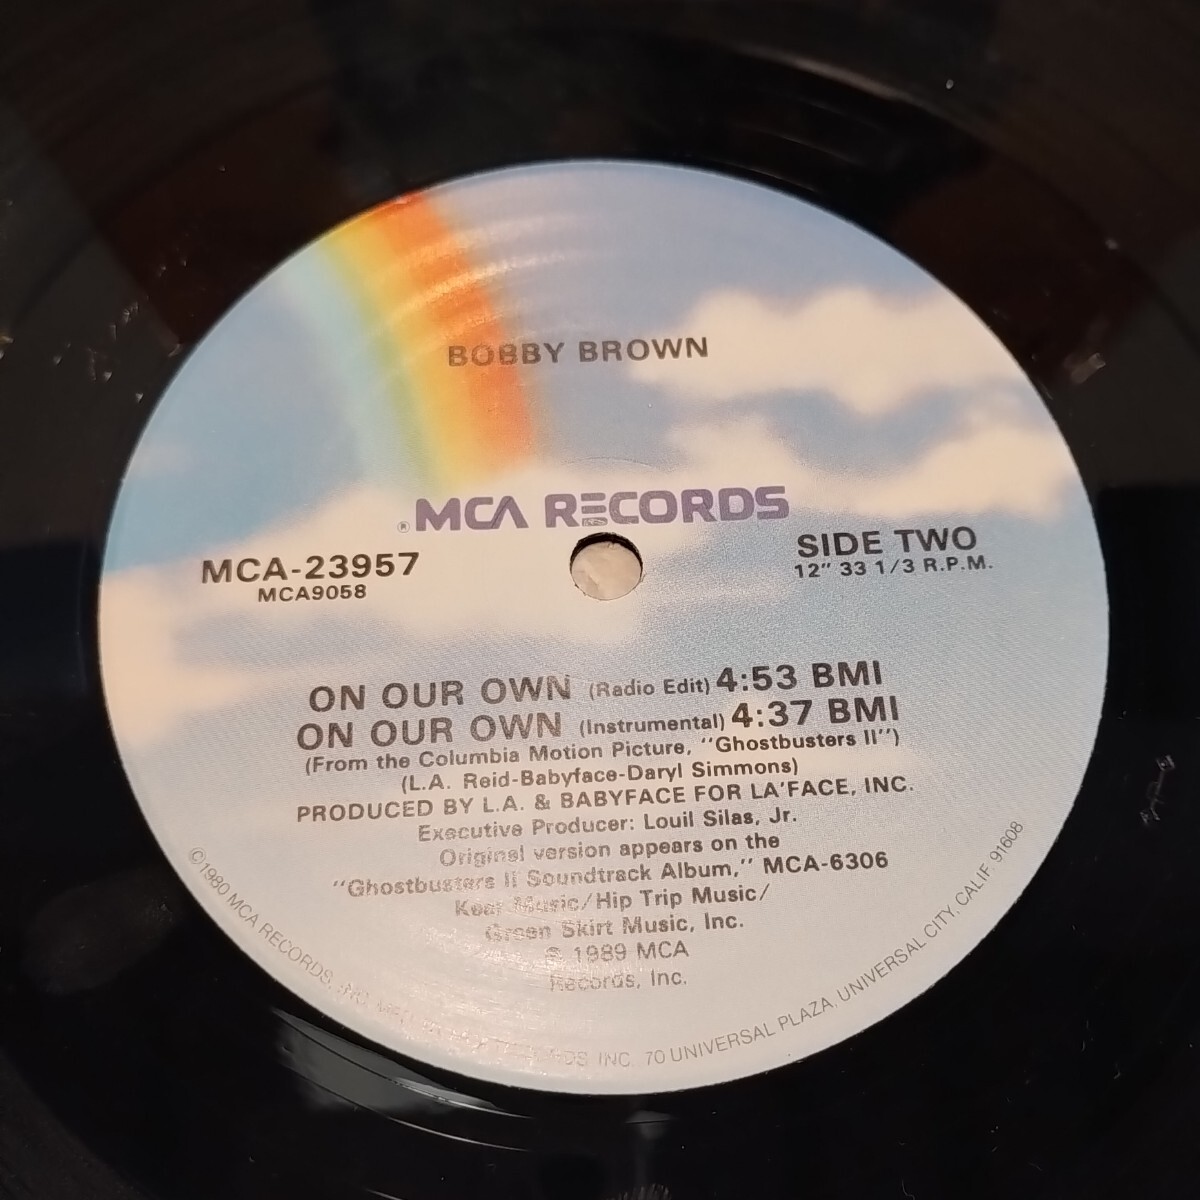 BOBBY BROWN
® MCA RECORDS
MCA-23957
MCA9058
SIDE TWO
12" 33 1/3 R.P.M.
ON OUR OWN (Radio Edit) 4:53 BMI
ON OUR OWN (Instrumental) 4:37 BMI
(From the Columbia Motion Picture, "Ghostbusters II")
(L.A. Reid-Babyface-Daryl Simmons)
PRODUCED BY L.A. & BABYFACE FOR LA'FACE, INC.
Executive Producer: Louil Silas, Jr.
Original version appears on the
"Ghostbusters II Soundtrack Album," MCA-6306
Kear Music/Hip Trip Music/
Green Skirt Music, Inc.
℗ 1989 MCA
Records, Inc.
©1980 MCA RECORDS, INC. RECORDS INC. 70 UNIVERSAL PLAZA, UNIVERSAL CITY, CALIF. 91608